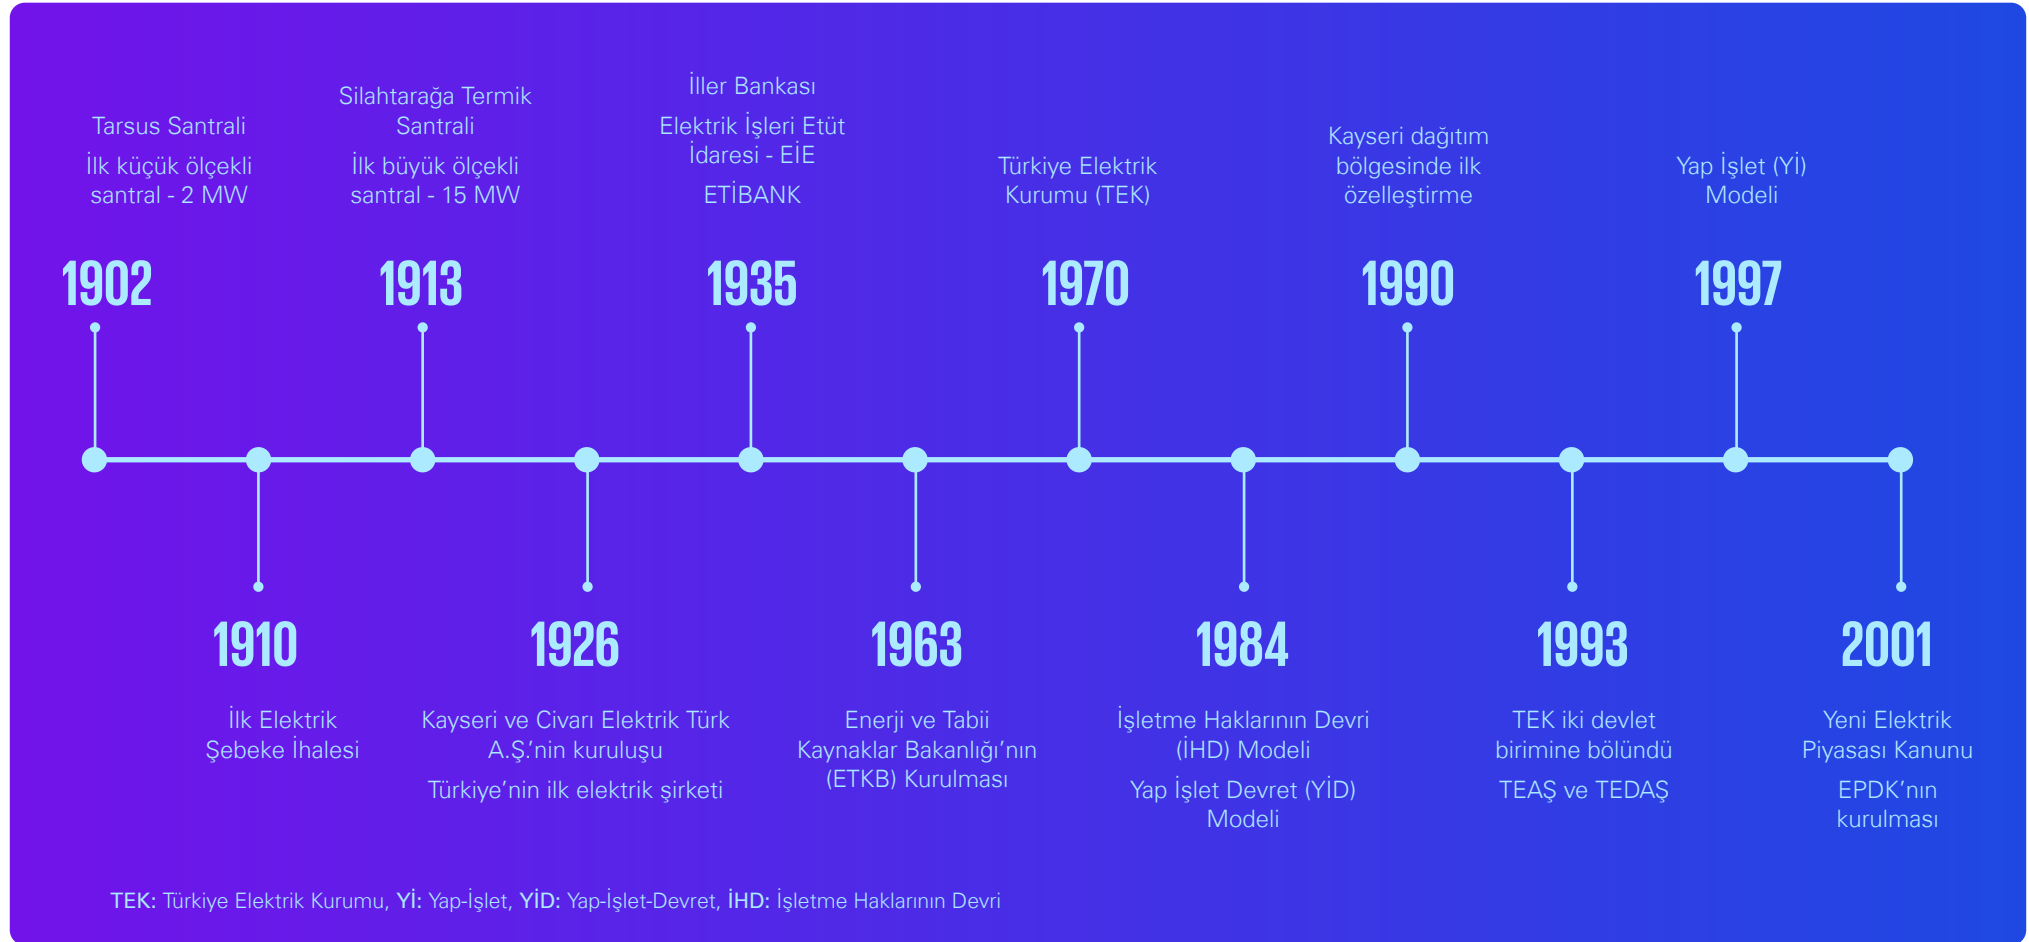 Tarsus Santrali
İlk küçük ölçekli
santral - 2 MW
1902
Silahtarağa Termik
Santrali
İlk büyük ölçekli
santral - 15 MW
1913
İller Bankası
Elektrik İşleri Etüt
İdaresi - EİE
ETİBANK
1935
Türkiye Elektrik
Kurumu (TEK)
1970
Kayseri dağıtım
bölgesinde ilk
özelleştirme
1990
Yap İşlet (Yİ)
Modeli
1997
1910
İlk Elektrik
Şebeke İhalesi
1926
Kayseri ve Civarı Elektrik Türk
A.Ş.’nin kuruluşu
Türkiye’nin ilk elektrik şirketi
1963
Enerji ve Tabii
Kaynaklar Bakanlığı’nın
(ETKB) Kurulması
1984
İşletme Haklarının Devri
(İHD) Modeli
Yap İşlet Devret (YİD)
Modeli
1993
TEK iki devlet
birimine bölündü
TEAŞ ve TEDAŞ
2001
Yeni Elektrik
Piyasası Kanunu
EPDK’nın
kurulması
TEK: Türkiye Elektrik Kurumu, Yİ: Yap-İşlet, YİD: Yap-İşlet-Devret, İHD: İşletme Haklarının Devri